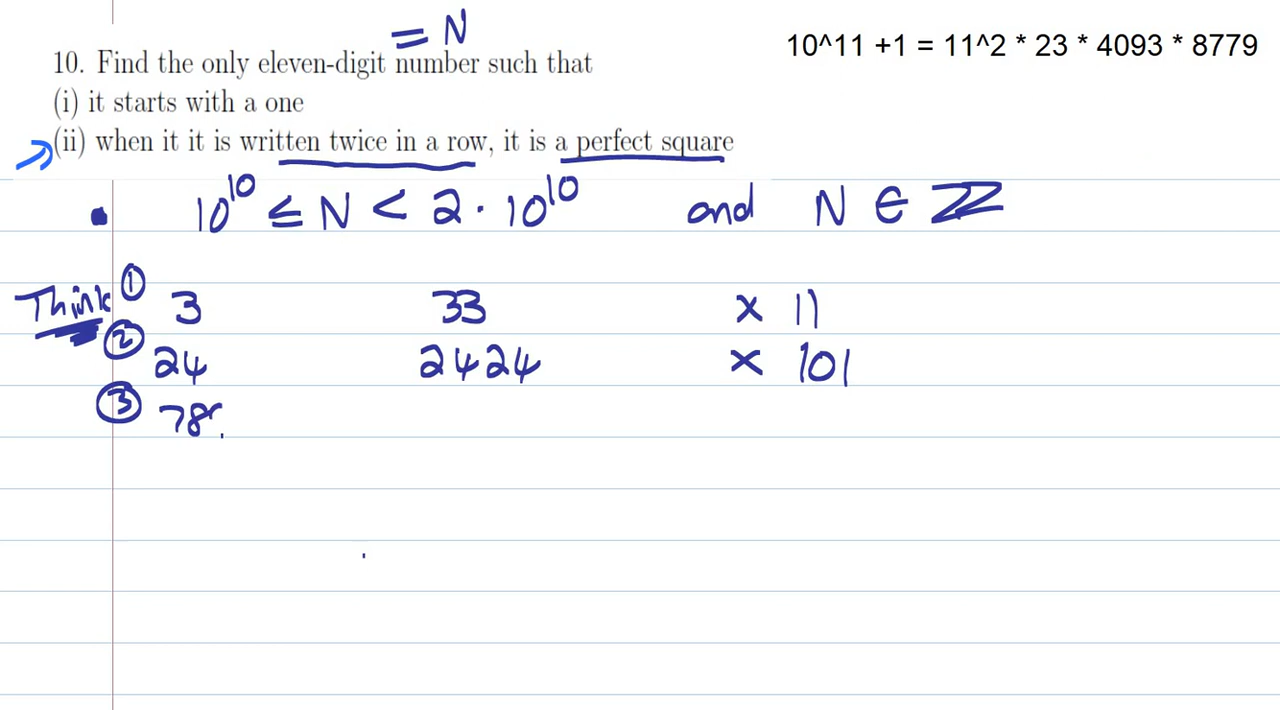 = N
10^11 +1 = 11^2 * 23 * 4093 * 8779
10. Find the only eleven-digit number such that
(i) it starts with a one
(ii) when it it is written twice in a row, it is a perfect square
10^10 ≤ N < 2 · 10^10 and N ∈ ℤ
Think ① 3 33 x 11
② 24 2424 x 101
③ 78